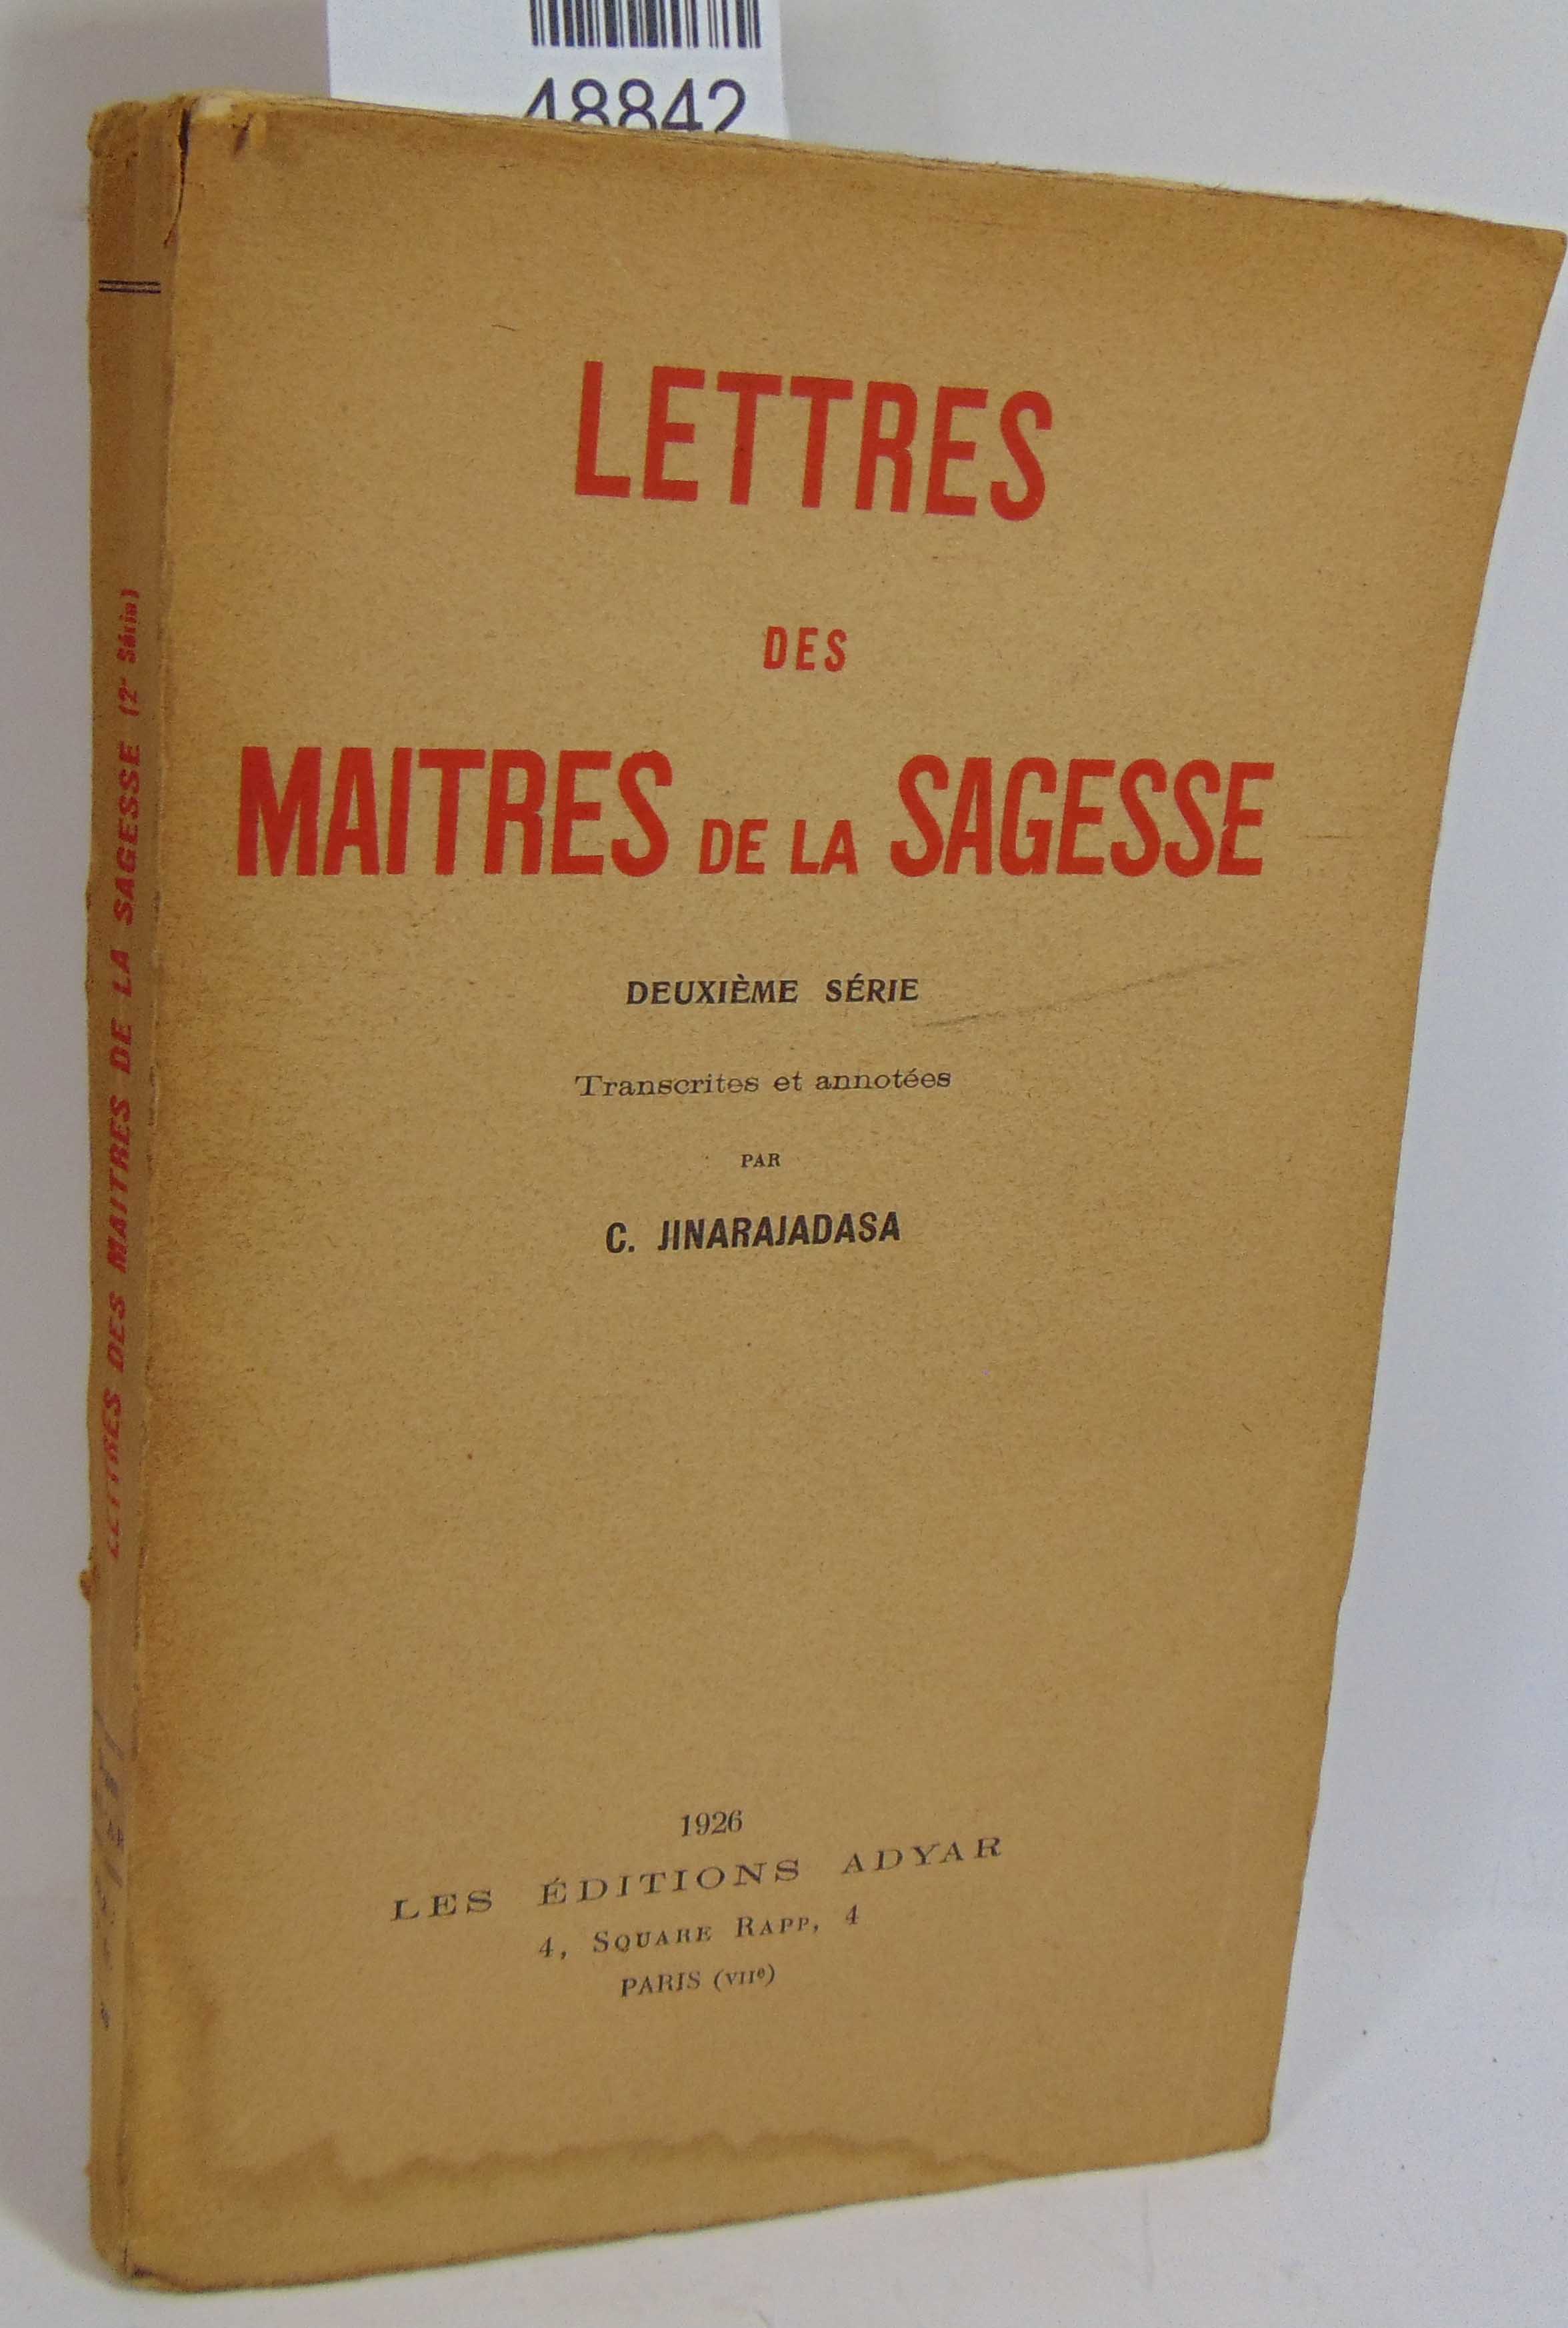 48842
LETTRES
DES
MAITRES DE LA SAGESSE
DEUXIÈME SÉRIE
Transcrites et annotées
PAR
C. JINARAJADASA
1926
LES ÉDITIONS ADYAR
4, SQUARE RAPP, 4
PARIS (VIIe)
LETTRES DES MAITRES DE LA SAGESSE (2e Série)